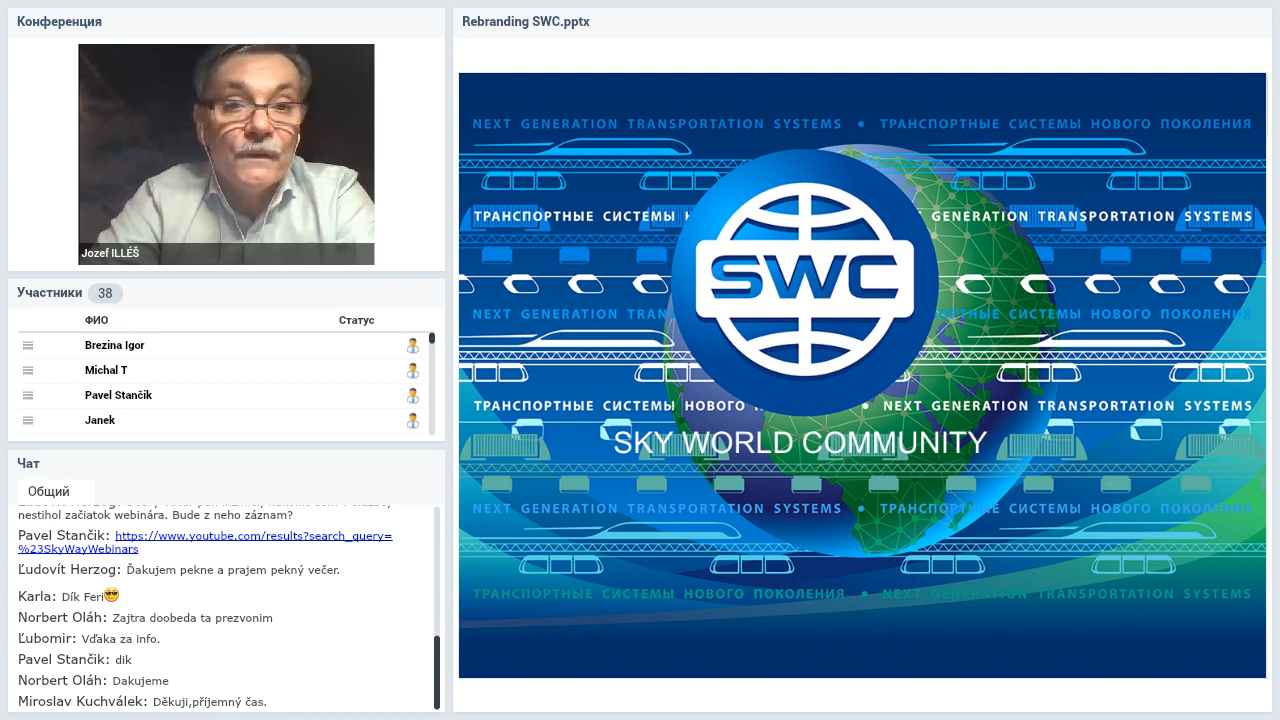 Конференция
Jozef ILLÉŠ
Участники 38
ФИО Статус
Brezina Igor
Michal T
Pavel Stančik
Janek
Чат
Общий
nestihol začiatok webinára. Bude z neho záznam?
Pavel Stančik: https://www.youtube.com/results?search_query=
%23SkyWayWebinars
Ľudovít Herzog: Ďakujem pekne a prajem pekný večer.
Karla: Dík Feri
Norbert Oláh: Zajtra doobeda ta prezvonim
Ľubomir: Vďaka za info.
Pavel Stančik: dik
Norbert Oláh: Dakujeme
Miroslav Kuchválek: Děkuji,příjemný čas.
Rebranding SWC.pptx
NEXT GENERATION TRANSPORTATION SYSTEMS • ТРАНСПОРТНЫЕ СИСТЕМЫ НОВОГО ПОКОЛЕНИЯ
ТРАНСПОРТНЫЕ СИСТЕМЫ GENERATION TRANSPORTATION SYSTEMS
SWC
NEXT GENERATION СИСТЕМЫ НОВОГО ПОКОЛЕНИЯ
ТРАНСПОРТНЫЕ СИСТЕМЫ НОВОГО • NEXT GENERATION TRANSPORTATION SYSTEMS
SKY WORLD COMMUNITY
NEXT GENERATION TRANSPORTATION SYSTEMS • ТРАНСПОРТНЫЕ СИСТЕМЫ НОВОГО ПОКОЛЕНИЯ
ТРАНСПОРТНЫЕ СИСТЕМЫ НОВОГО ПОКОЛЕНИЯ • NEXT GENERATION TRANSPORTATION SYSTEMS